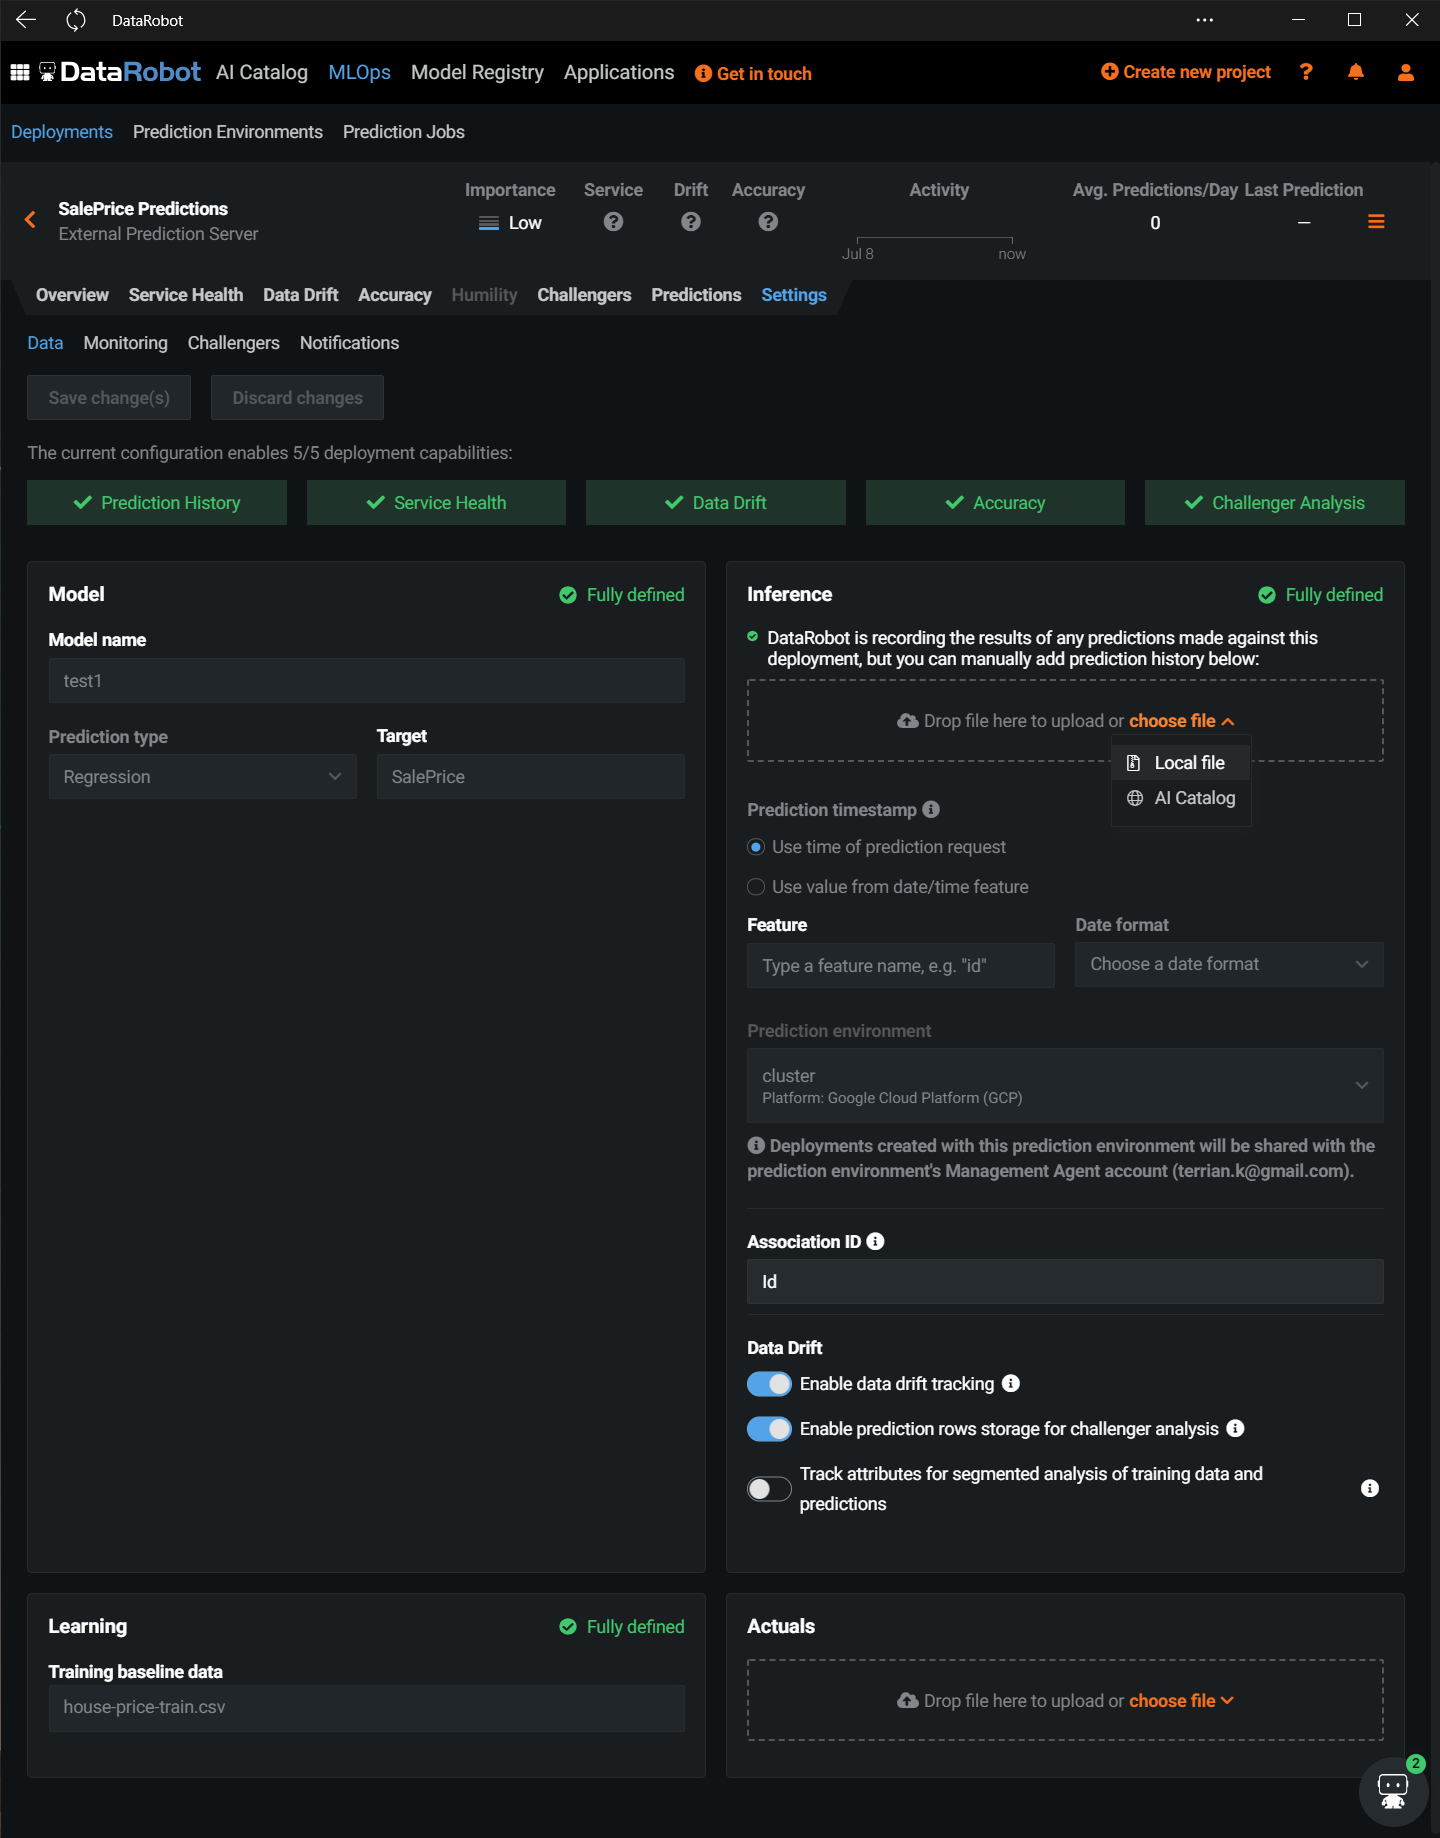 DataRobot
DataRobot AI Catalog MLOps Model Registry Applications Get in touch Create new project
Deployments Prediction Environments Prediction Jobs
Importance Service Drift Accuracy Activity Avg. Predictions/Day Last Prediction
SalePrice Predictions
External Prediction Server
Low 0 –
Jul 8 now
Overview Service Health Data Drift Accuracy Humility Challengers Predictions Settings
Data Monitoring Challengers Notifications
Save change(s) Discard changes
The current configuration enables 5/5 deployment capabilities:
Prediction History Service Health Data Drift Accuracy Challenger Analysis
Model Fully defined
Model name
test1
Prediction type Target
Regression SalePrice
Inference Fully defined
DataRobot is recording the results of any predictions made against this
deployment, but you can manually add prediction history below:
Drop file here to upload or choose file
Local file
AI Catalog
Prediction timestamp
Use time of prediction request
Use value from date/time feature
Feature Date format
Type a feature name, e.g. "id" Choose a date format
Prediction environment
cluster
Platform: Google Cloud Platform (GCP)
Deployments created with this prediction environment will be shared with the
prediction environment's Management Agent account (terrian.k@gmail.com).
Association ID
Id
Data Drift
Enable data drift tracking
Enable prediction rows storage for challenger analysis
Track attributes for segmented analysis of training data and
predictions
Learning Fully defined
Training baseline data
house-price-train.csv
Actuals
Drop file here to upload or choose file
2